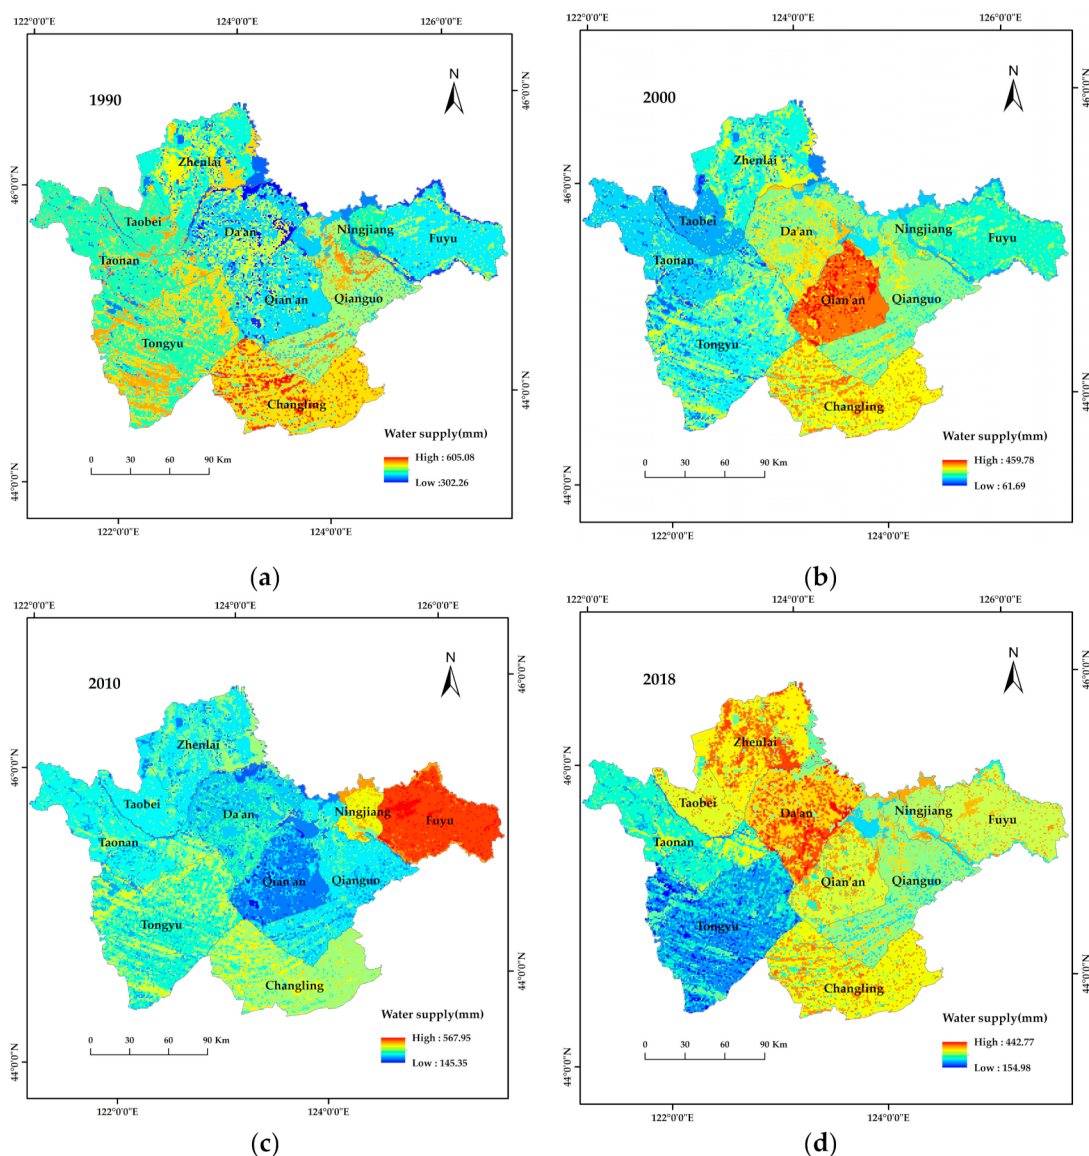 122°0'0"E 124°0'0"E 126°0'0"E
1990
N
46°0'0"N
46°0'0"N
Zhenlai
Taobei
Da'an
Ningjiang
Fuyu
Taonan
Qian'an
Qianguo
Tongyu
Changling
44°0'0"N
44°0'0"N
Water supply(mm)
High : 605.08
Low :302.26
0 30 60 90 Km
122°0'0"E 124°0'0"E
(a)
122°0'0"E 124°0'0"E 126°0'0"E
2000
N
46°0'0"N
46°0'0"N
Zhenlai
Taobei
Da'an
Ningjiang
Fuyu
Taonan
Qian'an
Qianguo
Tongyu
Changling
44°0'0"N
44°0'0"N
Water supply(mm)
High : 459.78
Low : 61.69
0 30 60 90 Km
122°0'0"E 124°0'0"E
(b)
122°0'0"E 124°0'0"E 126°0'0"E
2010
N
46°0'0"N
46°0'0"N
Zhenlai
Taobei
Da'an
Ningjiang
Fuyu
Taonan
Qian'an
Qianguo
Tongyu
Changling
44°0'0"N
44°0'0"N
Water supply(mm)
High : 567.95
Low : 145.35
0 30 60 90 Km
122°0'0"E 124°0'0"E
(c)
122°0'0"E 124°0'0"E 126°0'0"E
2018
N
46°0'0"N
46°0'0"N
Zhenlai
Taobei
Da'an
Ningjiang
Fuyu
Taonan
Qian'an
Qianguo
Tongyu
Changling
44°0'0"N
44°0'0"N
Water supply(mm)
High : 442.77
Low : 154.98
0 30 60 90 Km
122°0'0"E 124°0'0"E
(d)